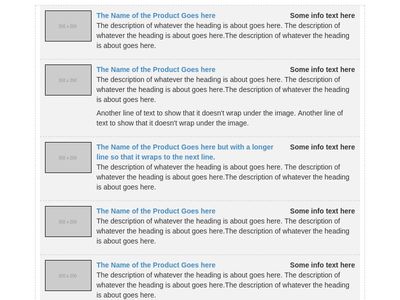 The Name of the Product Goes here Some info text here
The description of whatever the heading is about goes here. The description of
whatever the heading is about goes here.The description of whatever the heading
is about goes here.
The Name of the Product Goes here Some info text here
The description of whatever the heading is about goes here. The description of
whatever the heading is about goes here.The description of whatever the heading
is about goes here.
Another line of text to show that it doesn't wrap under the image. Another line of
text to show that it doesn't wrap under the image.
The Name of the Product Goes here but with a longer Some info text here
line so that it wraps to the next line.
The description of whatever the heading is about goes here. The description of
whatever the heading is about goes here.The description of whatever the heading
is about goes here.
The Name of the Product Goes here Some info text here
The description of whatever the heading is about goes here. The description of
whatever the heading is about goes here.The description of whatever the heading
is about goes here.
The Name of the Product Goes here Some info text here
The description of whatever the heading is about goes here. The description of
whatever the heading is about goes here.The description of whatever the heading
is about goes here.